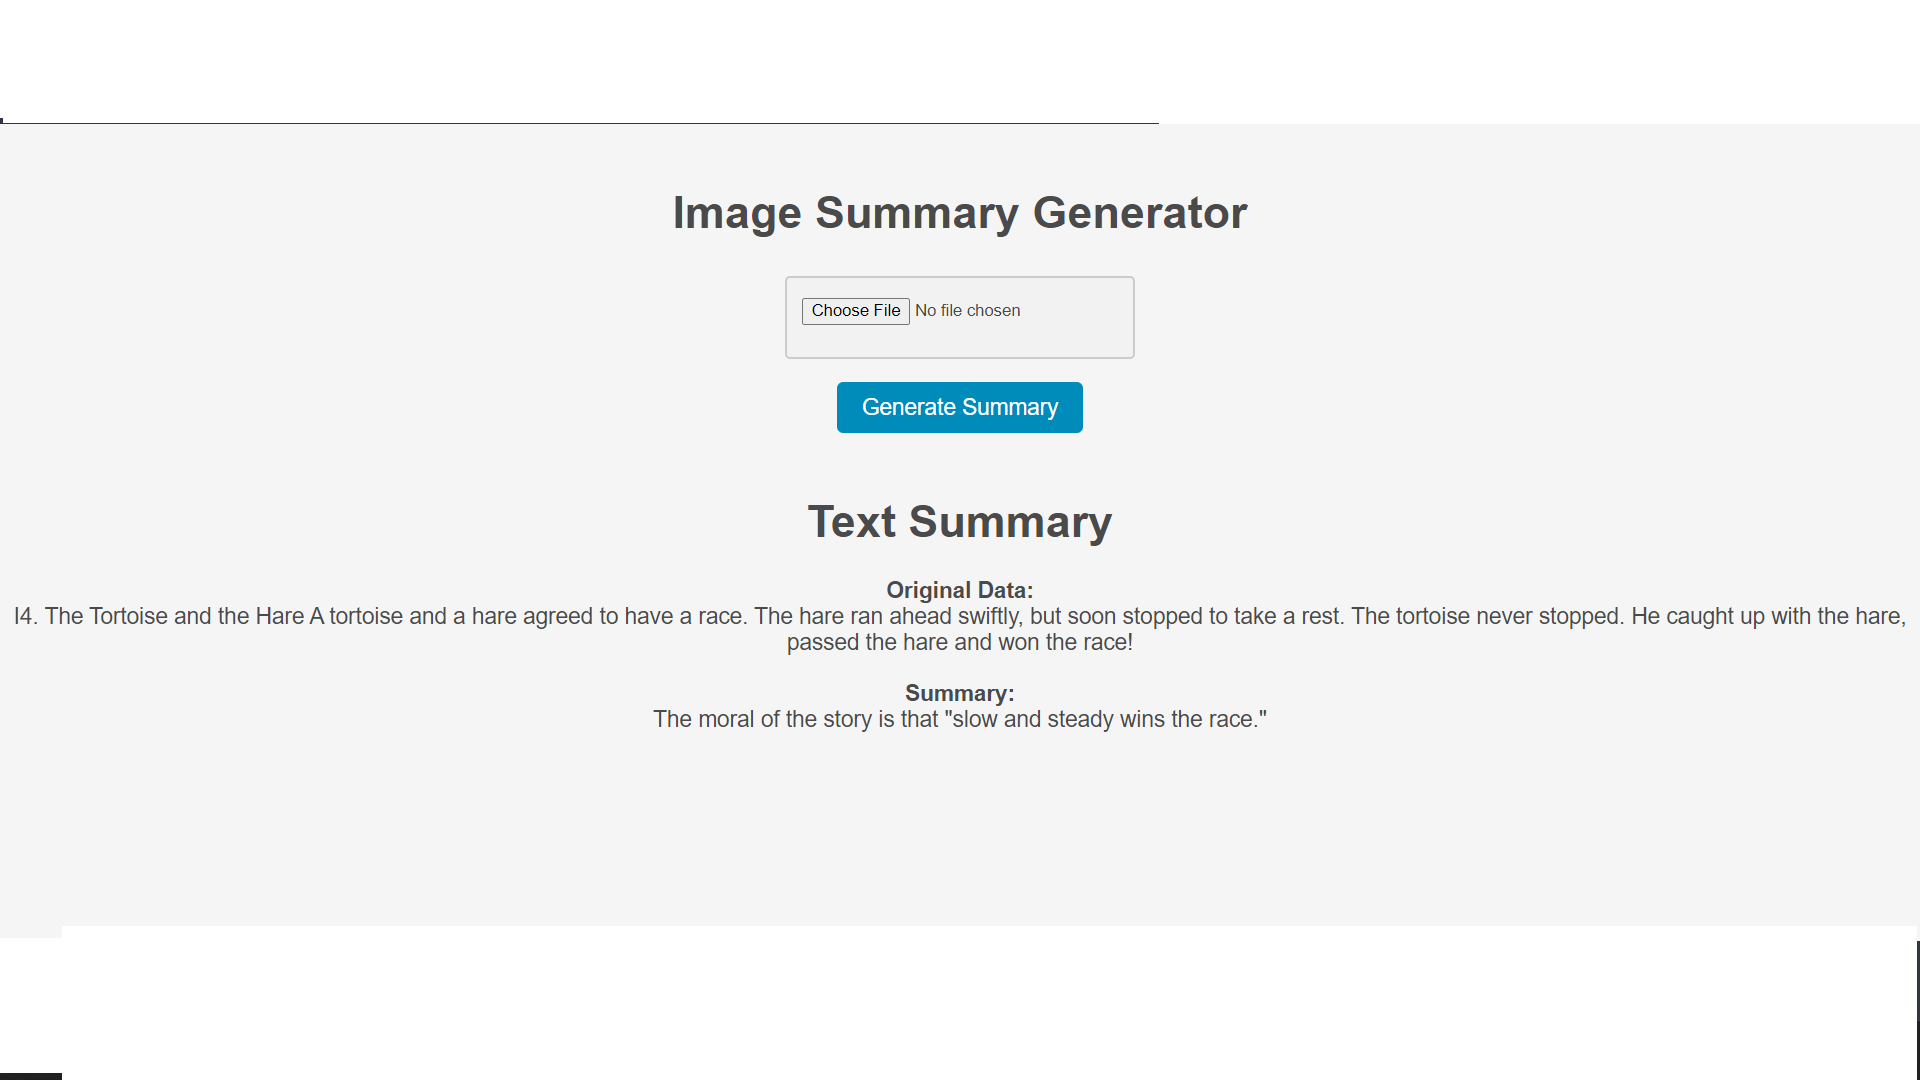 Image Summary Generator
Choose File No file chosen
Generate Summary
Text Summary
Original Data:
I4. The Tortoise and the Hare A tortoise and a hare agreed to have a race. The hare ran ahead swiftly, but soon stopped to take a rest. The tortoise never stopped. He caught up with the hare,
passed the hare and won the race!
Summary:
The moral of the story is that "slow and steady wins the race."